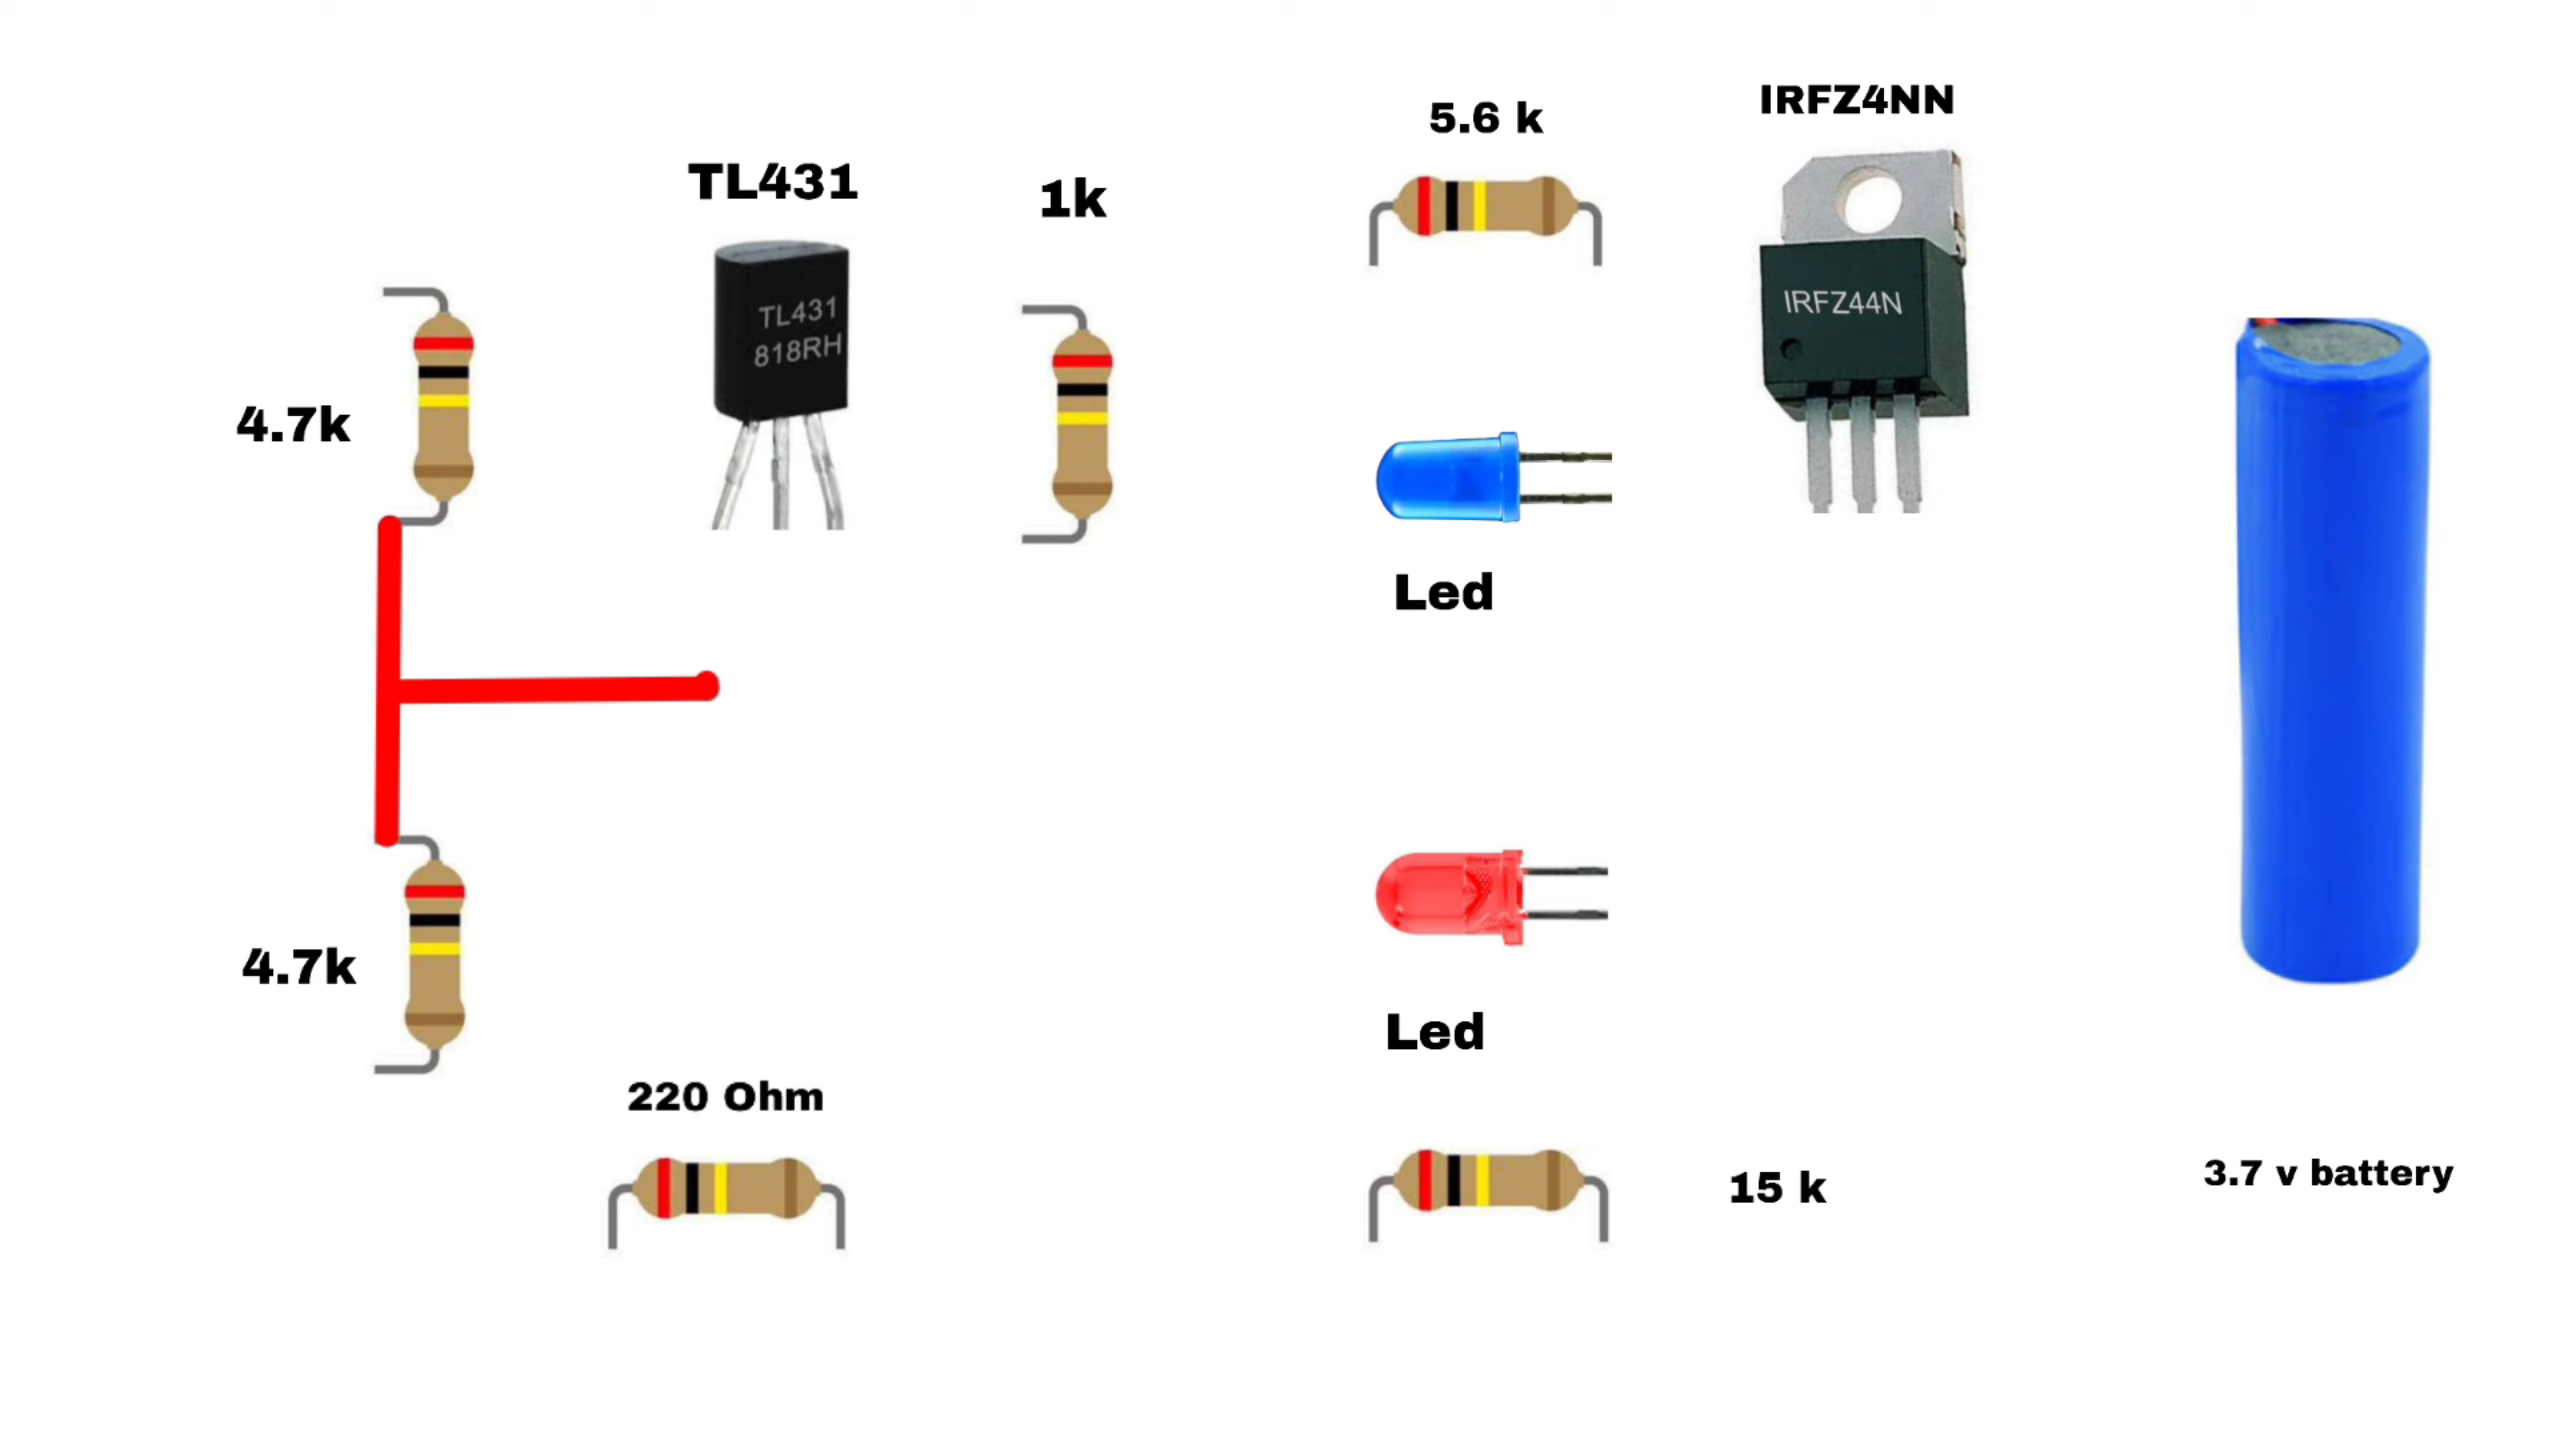 IRFZ4NN
5.6 k
TL431
1k
TL431
818RH
IRFZ44N
4.7k
Led
4.7k
Led
220 Ohm
15 k
3.7 v battery